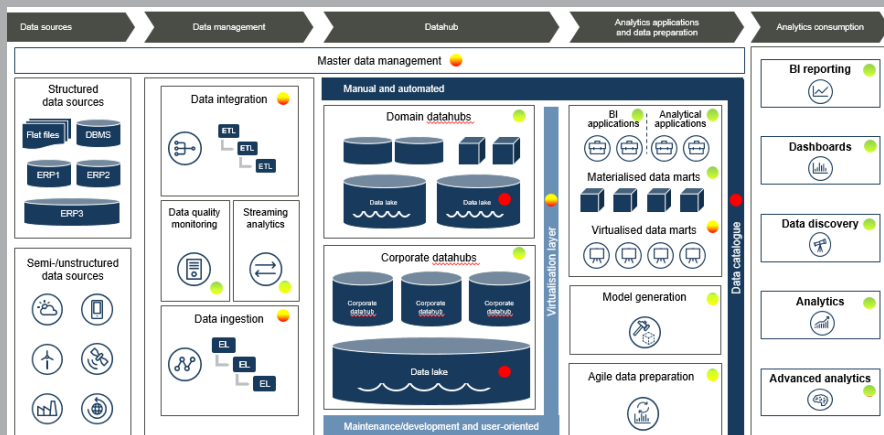 Data sources
Data management
Datahub
Analytics applications
and data preparation
Analytics consumption
Master data management
Structured
data sources
Flat files
DBMS
ERP1
ERP2
ERP3
Semi-/unstructured
data sources
Data integration
ETL
ETL
ETL
Data quality
monitoring
Streaming
analytics
Data ingestion
EL
EL
EL
Manual and automated
Domain datahubs
Data lake
Data lake
Corporate datahubs
Corporate
datahub
Corporate
datahub
Corporate
datahub
Data lake
Maintenance/development and user-oriented
Virtualisation layer
BI
applications
Analytical
applications
Materialised data marts
Virtualised data marts
Model generation
Agile data preparation
Data catalogue
BI reporting
Dashboards
Data discovery
Analytics
Advanced analytics